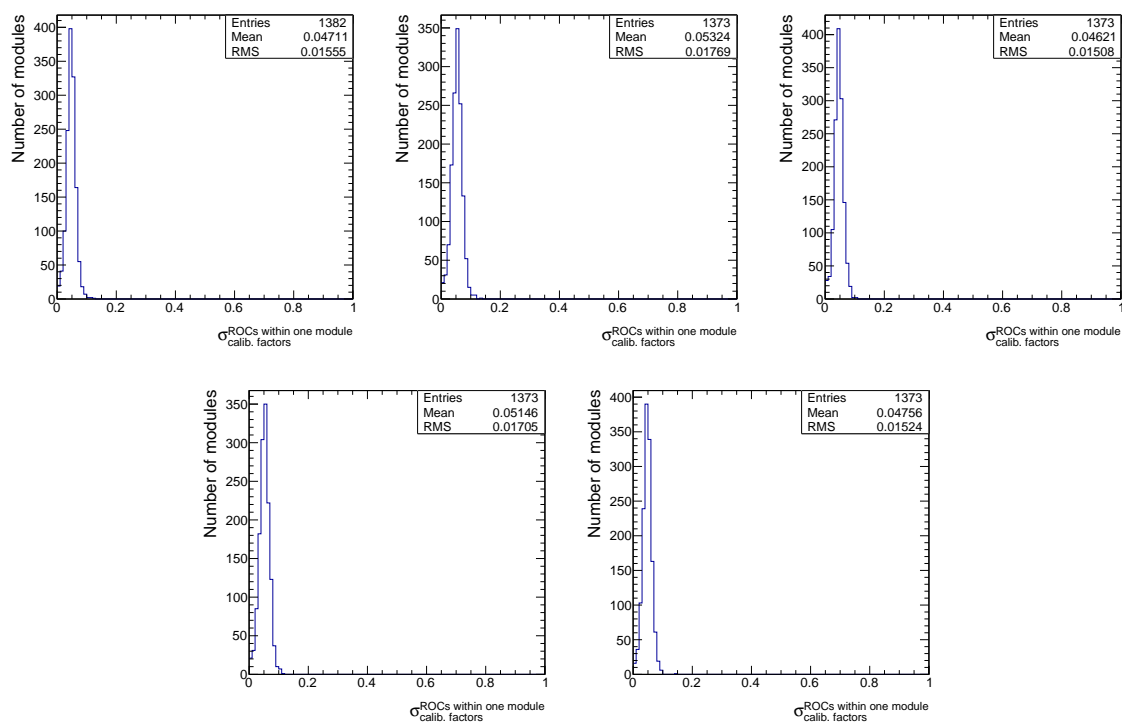 Number of modules
Entries 1382
Mean 0.04711
RMS 0.01555
400
350
300
250
200
150
100
50
0
0 0.2 0.4 0.6 0.8 1
σ ROCs within one module
calib. factors
Number of modules
Entries 1373
Mean 0.05324
RMS 0.01769
350
300
250
200
150
100
50
0
0 0.2 0.4 0.6 0.8 1
σ ROCs within one module
calib. factors
Number of modules
Entries 1373
Mean 0.04621
RMS 0.01508
400
350
300
250
200
150
100
50
0
0 0.2 0.4 0.6 0.8 1
σ ROCs within one module
calib. factors
Number of modules
Entries 1373
Mean 0.05146
RMS 0.01705
350
300
250
200
150
100
50
0
0 0.2 0.4 0.6 0.8 1
σ ROCs within one module
calib. factors
Number of modules
Entries 1373
Mean 0.04756
RMS 0.01524
400
350
300
250
200
150
100
50
0
0 0.2 0.4 0.6 0.8 1
σ ROCs within one module
calib. factors